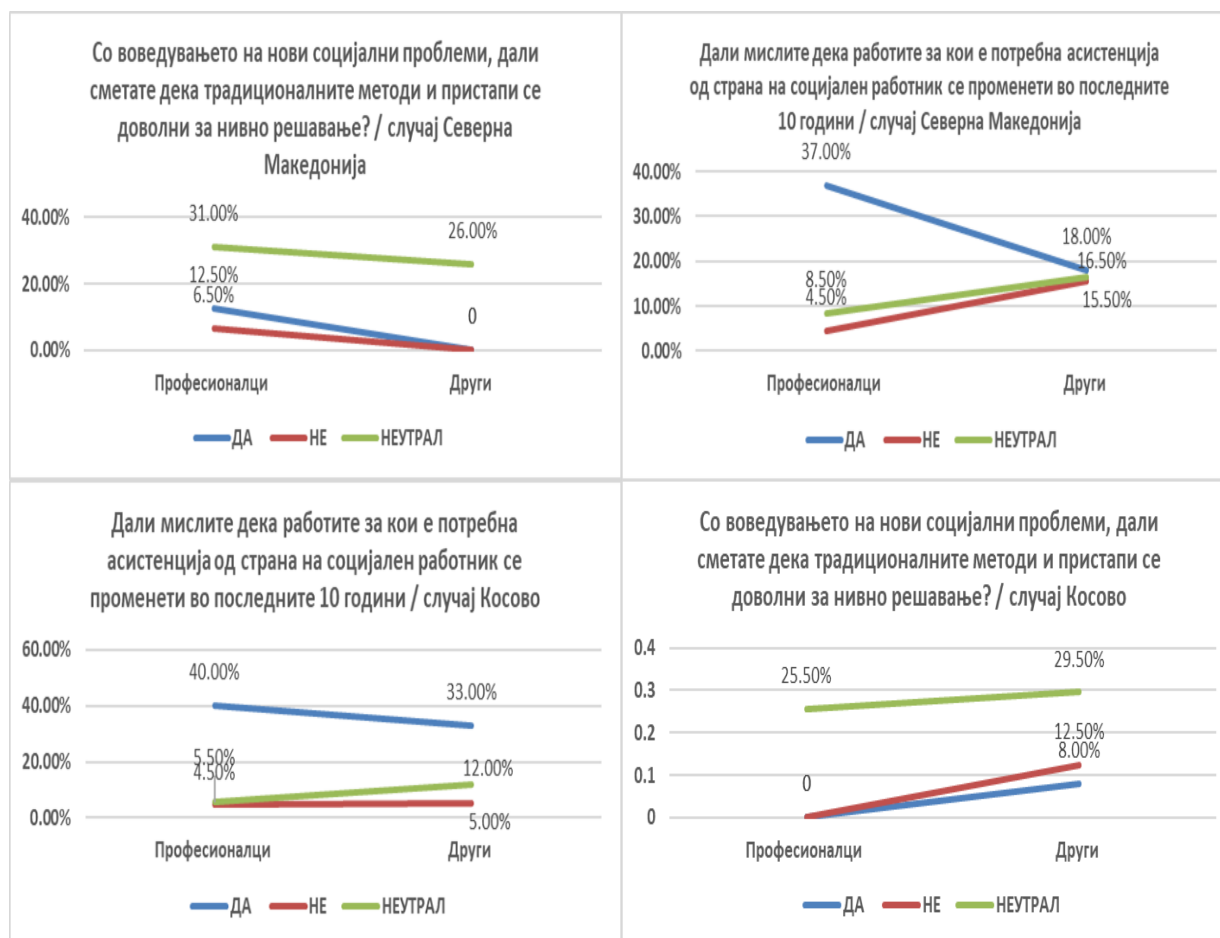 Со воведувањето на нови социјални проблеми, дали
сметате дека традиционалните методи и пристапи се
доволни за нивно решавање? / случај Северна
Македонија
40.00%
20.00%
0.00%
31.00%
26.00%
12.50%
6.50%
0
Професионалци
Други
ДА
НЕ
НЕУТРАЛ
Дали мислите дека работите за кои е потребна асистенција
од страна на социјален работник се променети во последните
10 години / случај Северна Македонија
40.00%
30.00%
20.00%
10.00%
0.00%
37.00%
18.00%
16.50%
8.50%
4.50%
15.50%
Професионалци
Други
ДА
НЕ
НЕУТРАЛ
Дали мислите дека работите за кои е потребна
асистенција од страна на социјален работник се
променети во последните 10 години / случај Косово
60.00%
40.00%
20.00%
0.00%
40.00%
33.00%
5.50%
4.50%
12.00%
5.00%
Професионалци
Други
ДА
НЕ
НЕУТРАЛ
Со воведувањето на нови социјални проблеми, дали
сметате дека традиционалните методи и пристапи се
доволни за нивно решавање? / случај Косово
0.4
0.3
0.2
0.1
0
25.50%
29.50%
12.50%
8.00%
0
Професионалци
Други
ДА
НЕ
НЕУТРАЛ